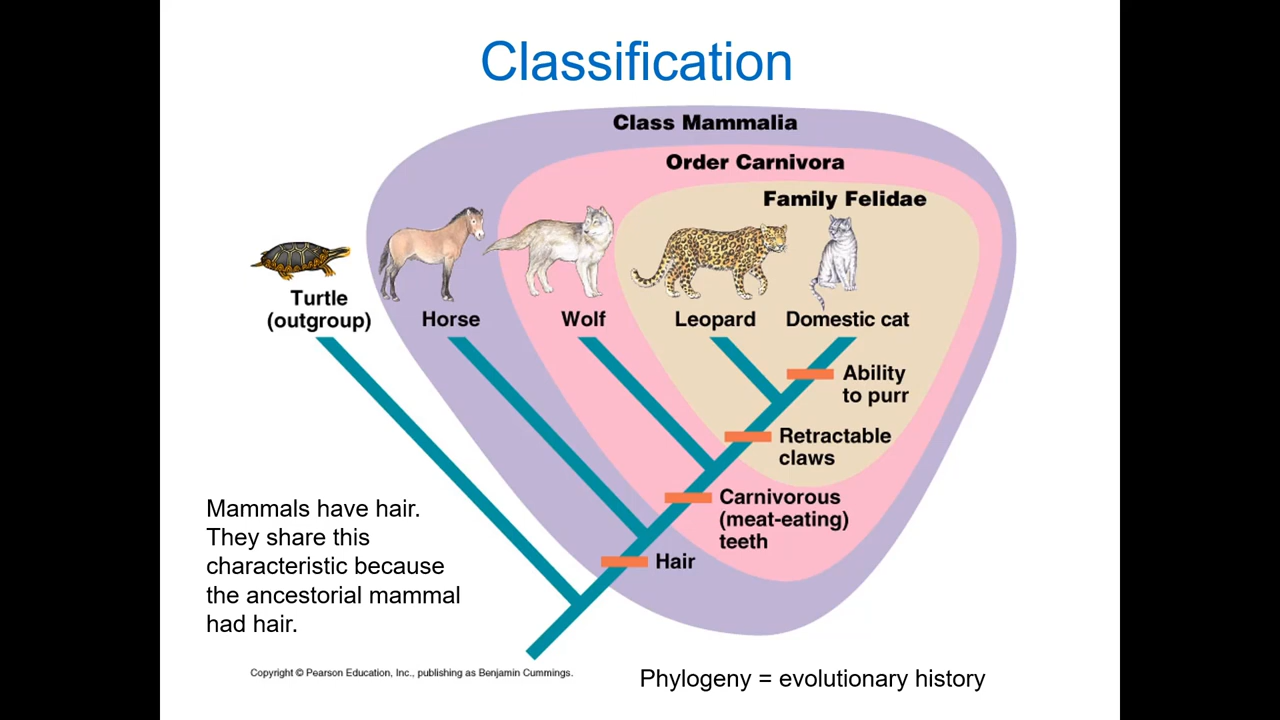 Classification
Class Mammalia
Order Carnivora
Family Felidae
Turtle
(outgroup)
Horse
Wolf
Leopard
Domestic cat
Ability
to purr
Retractable
claws
Carnivorous
(meat-eating)
teeth
Hair
Mammals have hair.
They share this
characteristic because
the ancestorial mammal
had hair.
Copyright © Pearson Education, Inc., publishing as Benjamin Cummings.
Phylogeny = evolutionary history